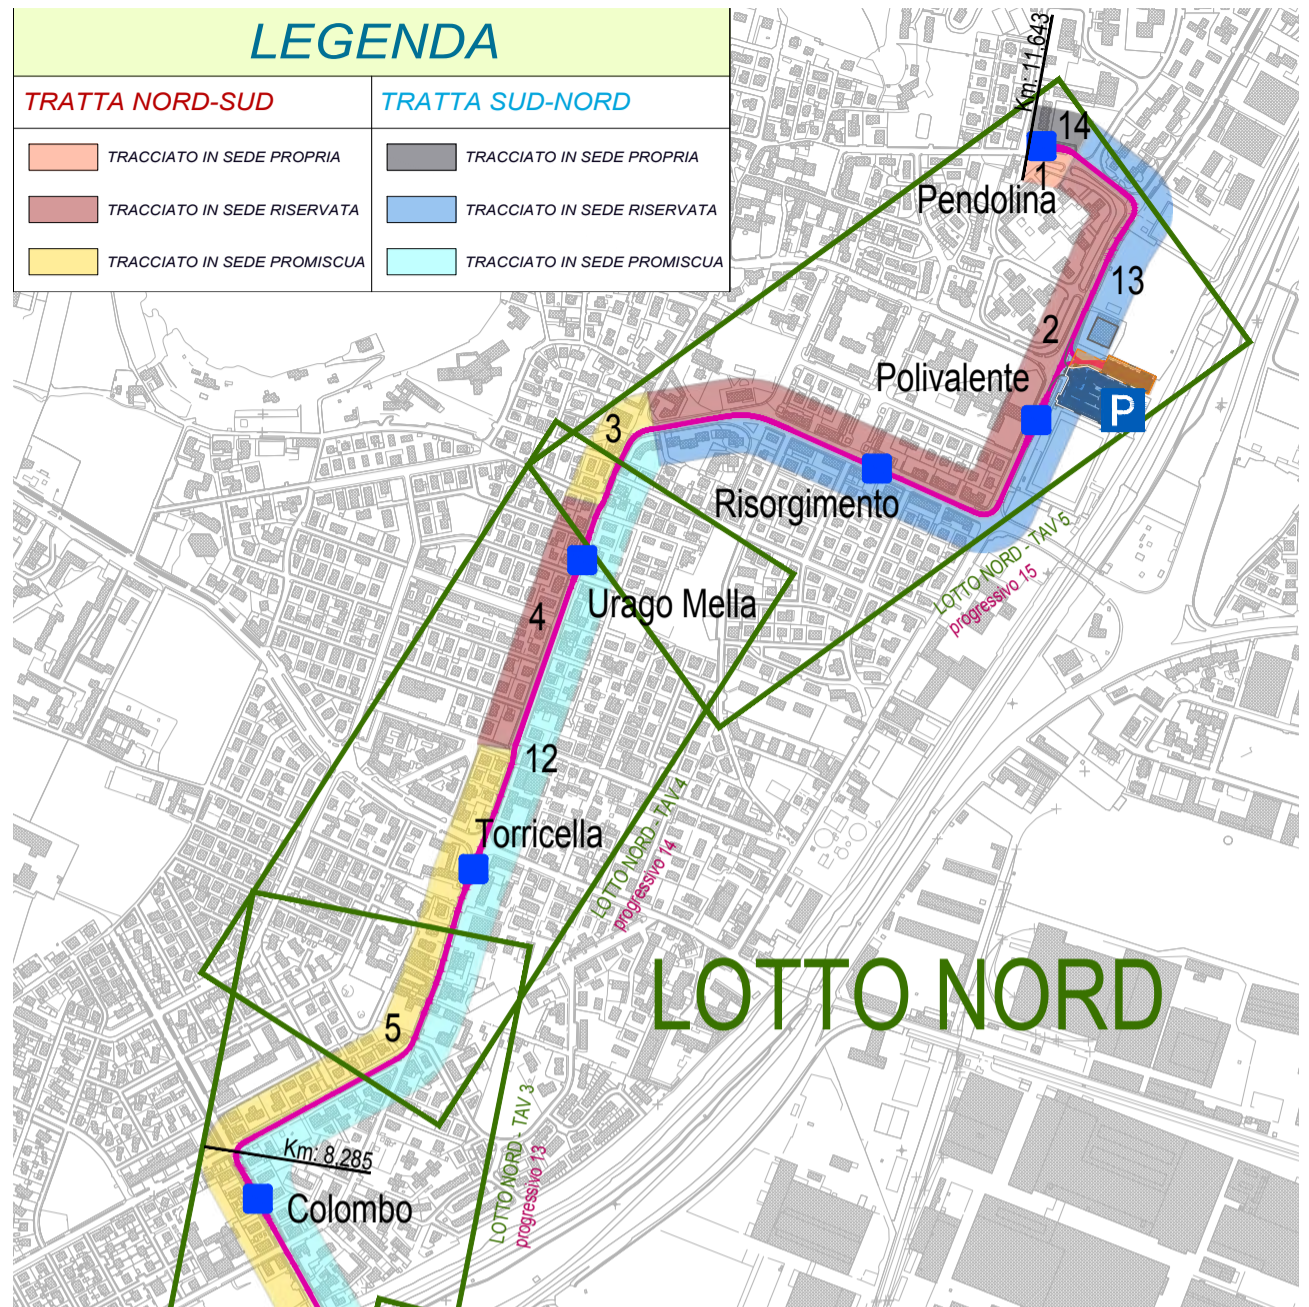 LEGENDA
TRATTA NORD-SUD
TRATTA SUD-NORD
TRACCIATO IN SEDE PROPRIA
TRACCIATO IN SEDE PROPRIA
TRACCIATO IN SEDE RISERVATA
TRACCIATO IN SEDE RISERVATA
TRACCIATO IN SEDE PROMISCUA
TRACCIATO IN SEDE PROMISCUA
Km: 11.643
14
1
Pendolina
13
2
Polivalente
P
3
Risorgimento
LOTTO NORD - TAV 5
progressivo 15
Urago Mella
4
12
Torricella
LOTTO NORD - TAV 4
progressivo 14
LOTTO NORD
5
Km: 8.285
LOTTO NORD - TAV 3
progressivo 13
Colombo